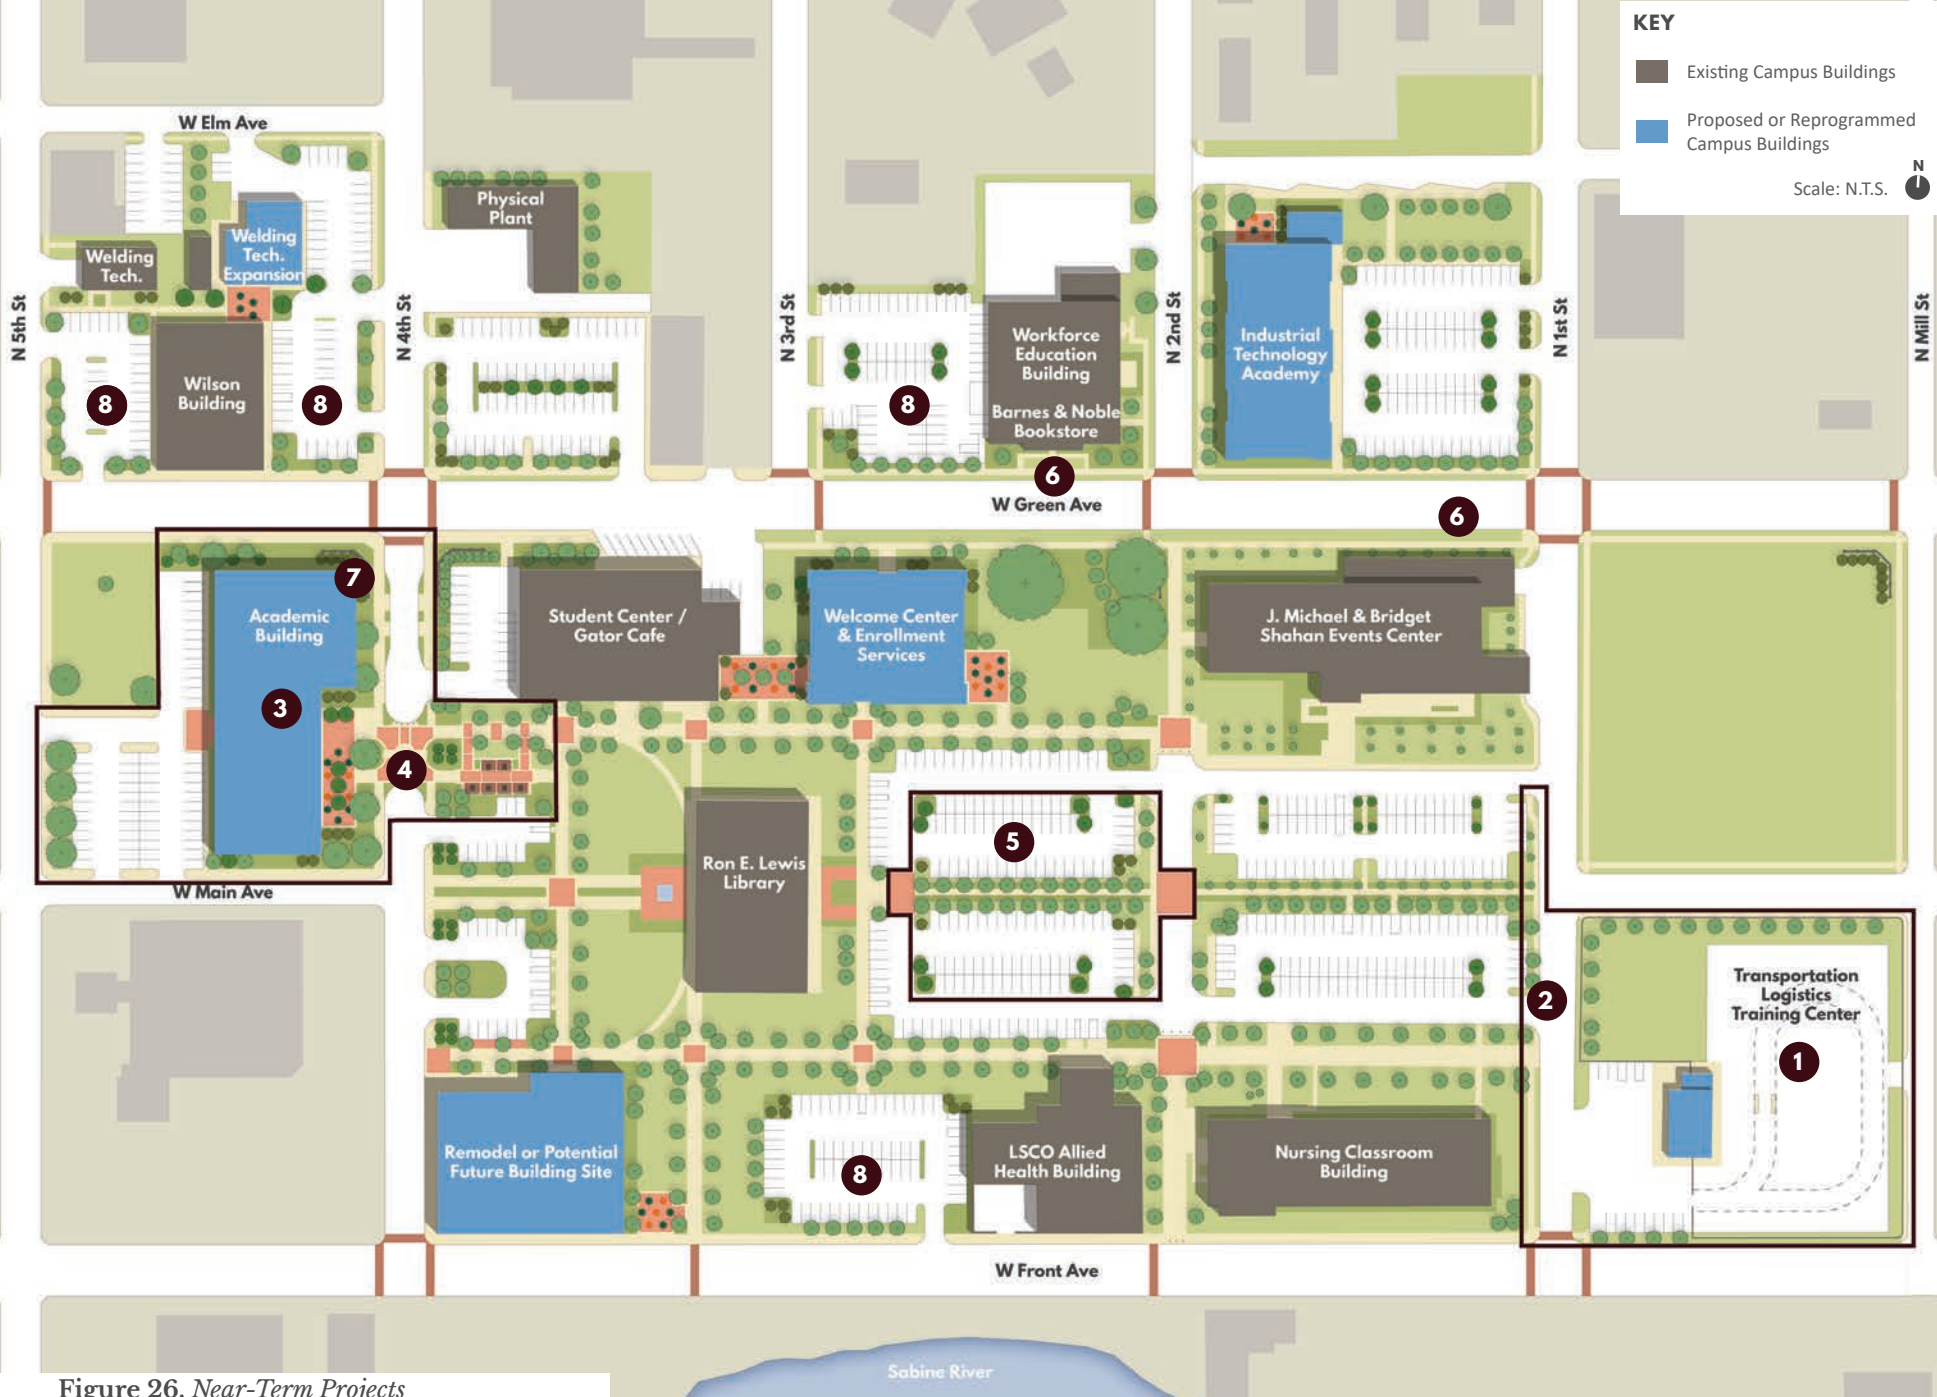 KEY
Existing Campus Buildings
Proposed or Reprogrammed
Campus Buildings
Scale: N.T.S.
N
W Elm Ave
Physical
Plant
Welding
Tech.
Welding
Tech.
Expansion
N 5th St
N 4th St
N 3rd St
N 2nd St
N 1st St
N Mill St
Wilson
Building
8
8
8
Workforce
Education
Building
Barnes & Noble
Bookstore
Industrial
Technology
Academy
6
W Green Ave
6
7
Academic
Building
3
4
Student Center /
Gator Cafe
Welcome Center
& Enrollment
Services
J. Michael & Bridget
Shahan Events Center
5
Ron E. Lewis
Library
W Main Ave
2
Transportation
Logistics
Training Center
1
Remodel or Potential
Future Building Site
8
LSCO Allied
Health Building
Nursing Classroom
Building
W Front Ave
Sabine River
Figure 26. Near-Term Projects